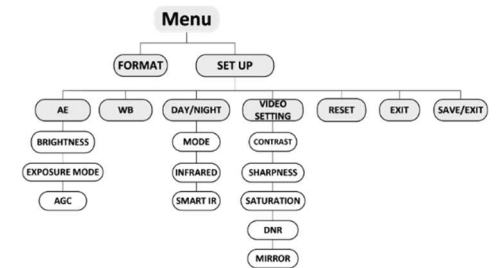 Menu
FORMAT
SET UP
AE
WB
DAY/NIGHT
VIDEO
SETTING
RESET
EXIT
SAVE/EXIT
BRIGHTNESS
EXPOSURE MODE
AGC
MODE
INFRARED
SMART IR
CONTRAST
SHARPNESS
SATURATION
DNR
MIRROR